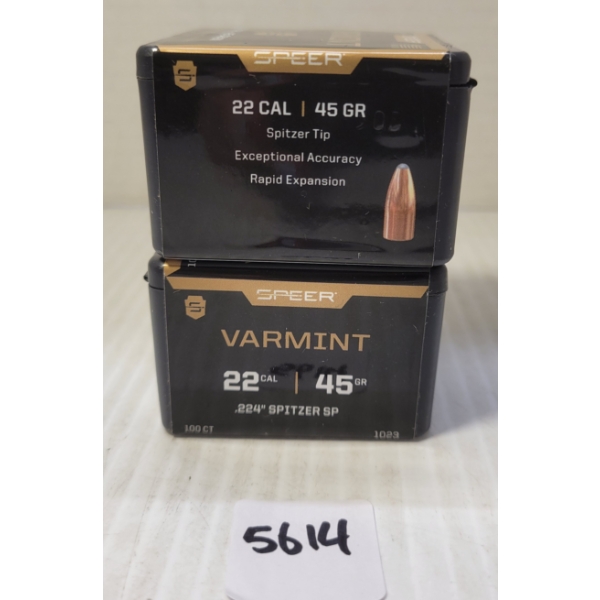 SPEER
22 CAL | 45 GR
Spitzer Tip
Exceptional Accuracy
Rapid Expansion
SPEER
VARMINT
22 CAL | 45 GR
.224" SPITZER SP
100 CT 1023
5614